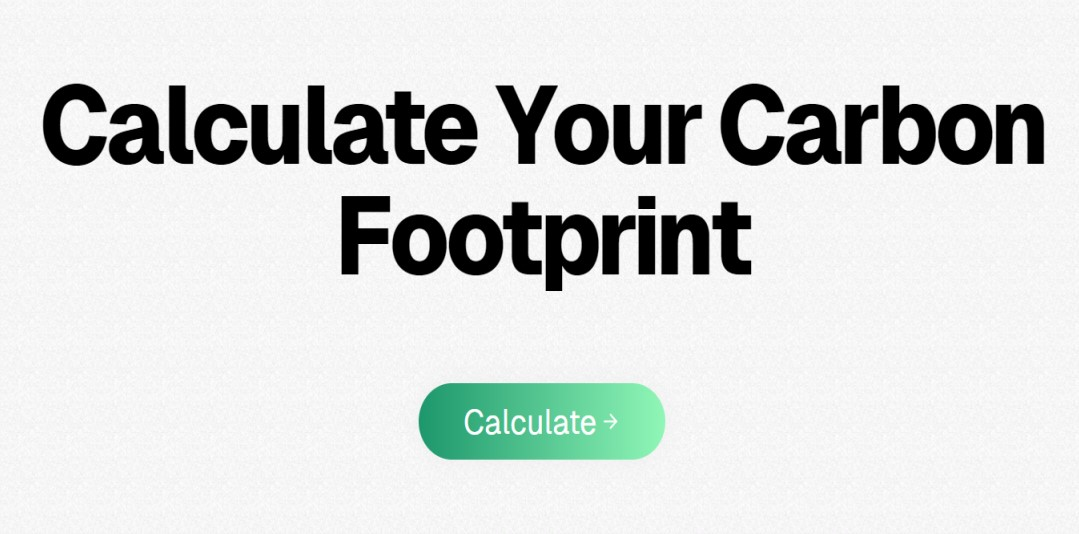 Calculate Your Carbon
Footprint
Calculate →